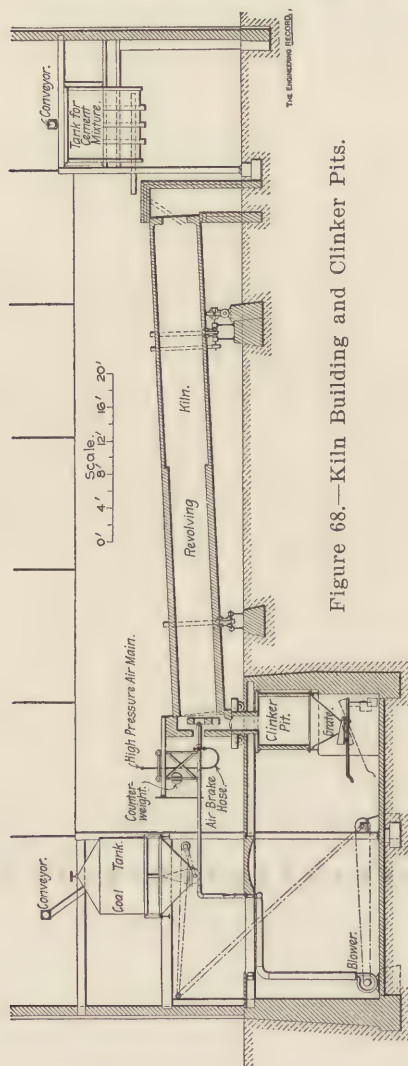 Conveyor.
Tank for
Cement
Mixture.
THE ENGINEERING RECORD.
Scale.
0' 4' 8' 12' 16' 20'
Revolving Kiln.
High Pressure Air Main.
Counter-
weight.
Air Brake
Hose.
Conveyor.
Coal Tank.
Clinker
Pit.
Grate.
Blower.
Figure 68.—Kiln Building and Clinker Pits.